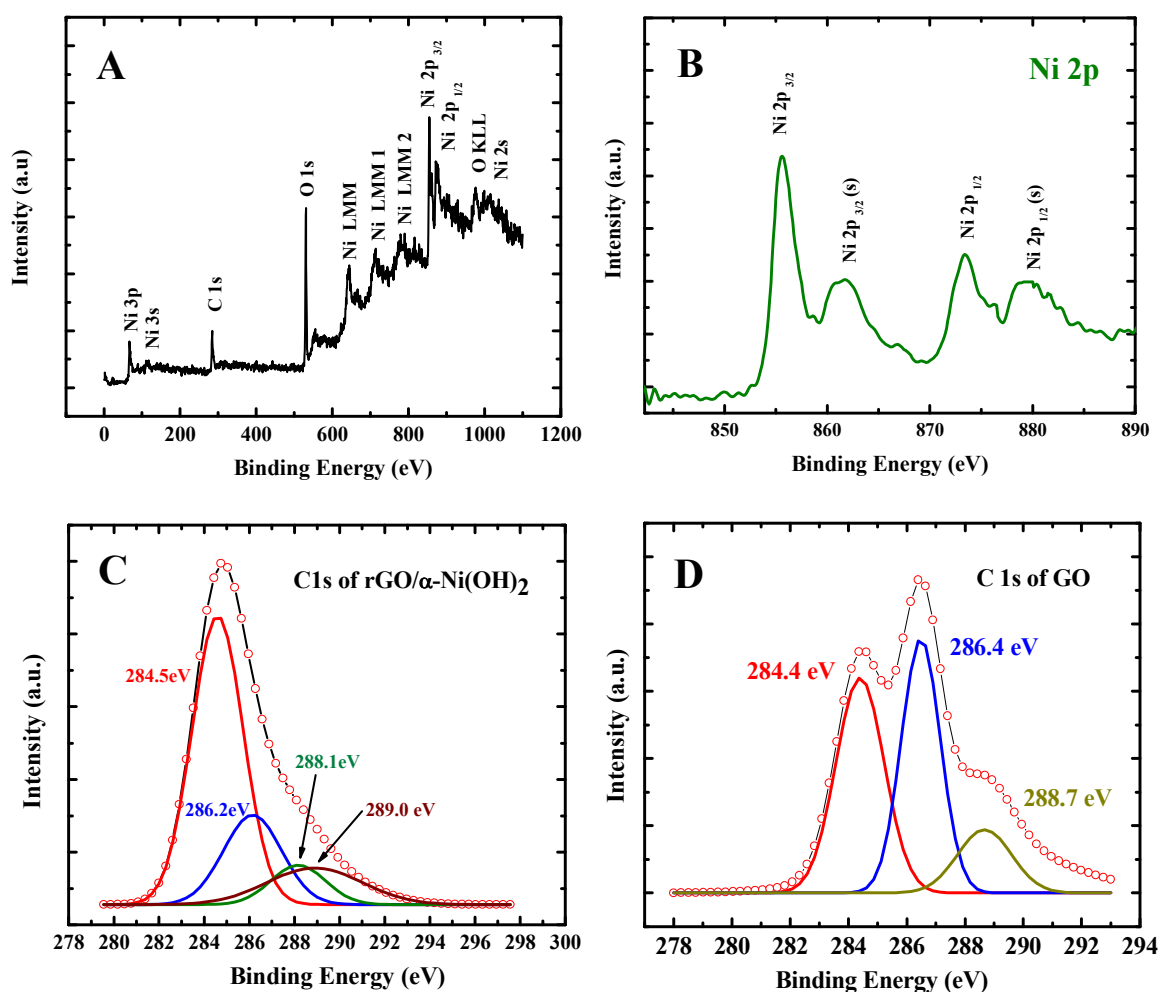 A
Intensity (a.u)
Ni 3p
Ni 3s
C 1s
O 1s
Ni LMM
Ni LMM 1
Ni LMM 2
Ni 2p 3/2
Ni 2p 1/2
O KLL
Ni 2s
0 200 400 600 800 1000 1200
Binding Energy (eV)
B
Ni 2p
Intensity (a.u.)
Ni 2p 3/2
Ni 2p 3/2 (s)
Ni 2p 1/2
Ni 2p 1/2 (s)
850 860 870 880 890
Binding Energy (eV)
C
C1s of rGO/α-Ni(OH)2
Intensity (a.u.)
284.5eV
286.2eV
288.1eV
289.0 eV
278 280 282 284 286 288 290 292 294 296 298 300
Binding Energy (eV)
D
C 1s of GO
Intensity (a.u.)
284.4 eV
286.4 eV
288.7 eV
278 280 282 284 286 288 290 292 294
Binding Energy (eV)